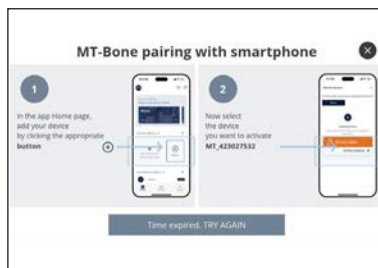 MT-Bone pairing with smartphone
1
In the app Home page,
add your device
by clicking the appropriate
button
2
Now select
the device
you want to activate
MT_423027532
Time expired. TRY AGAIN